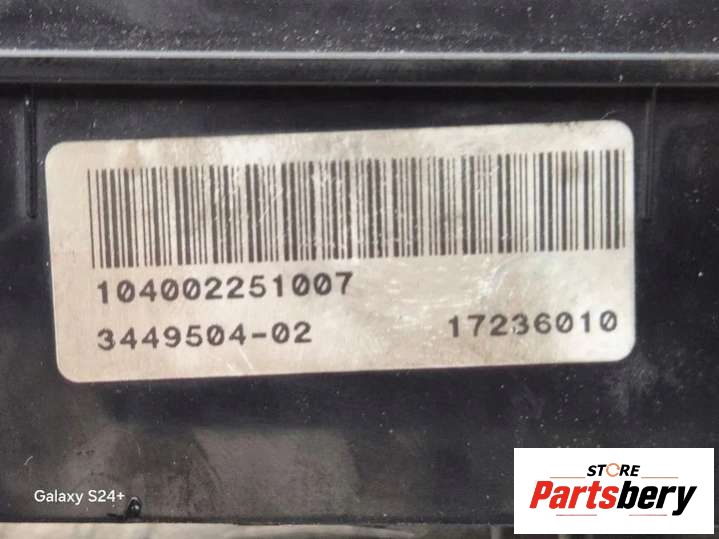 104002251007
3449504-02 17236010
Galaxy S24+
STORE
Partsbery